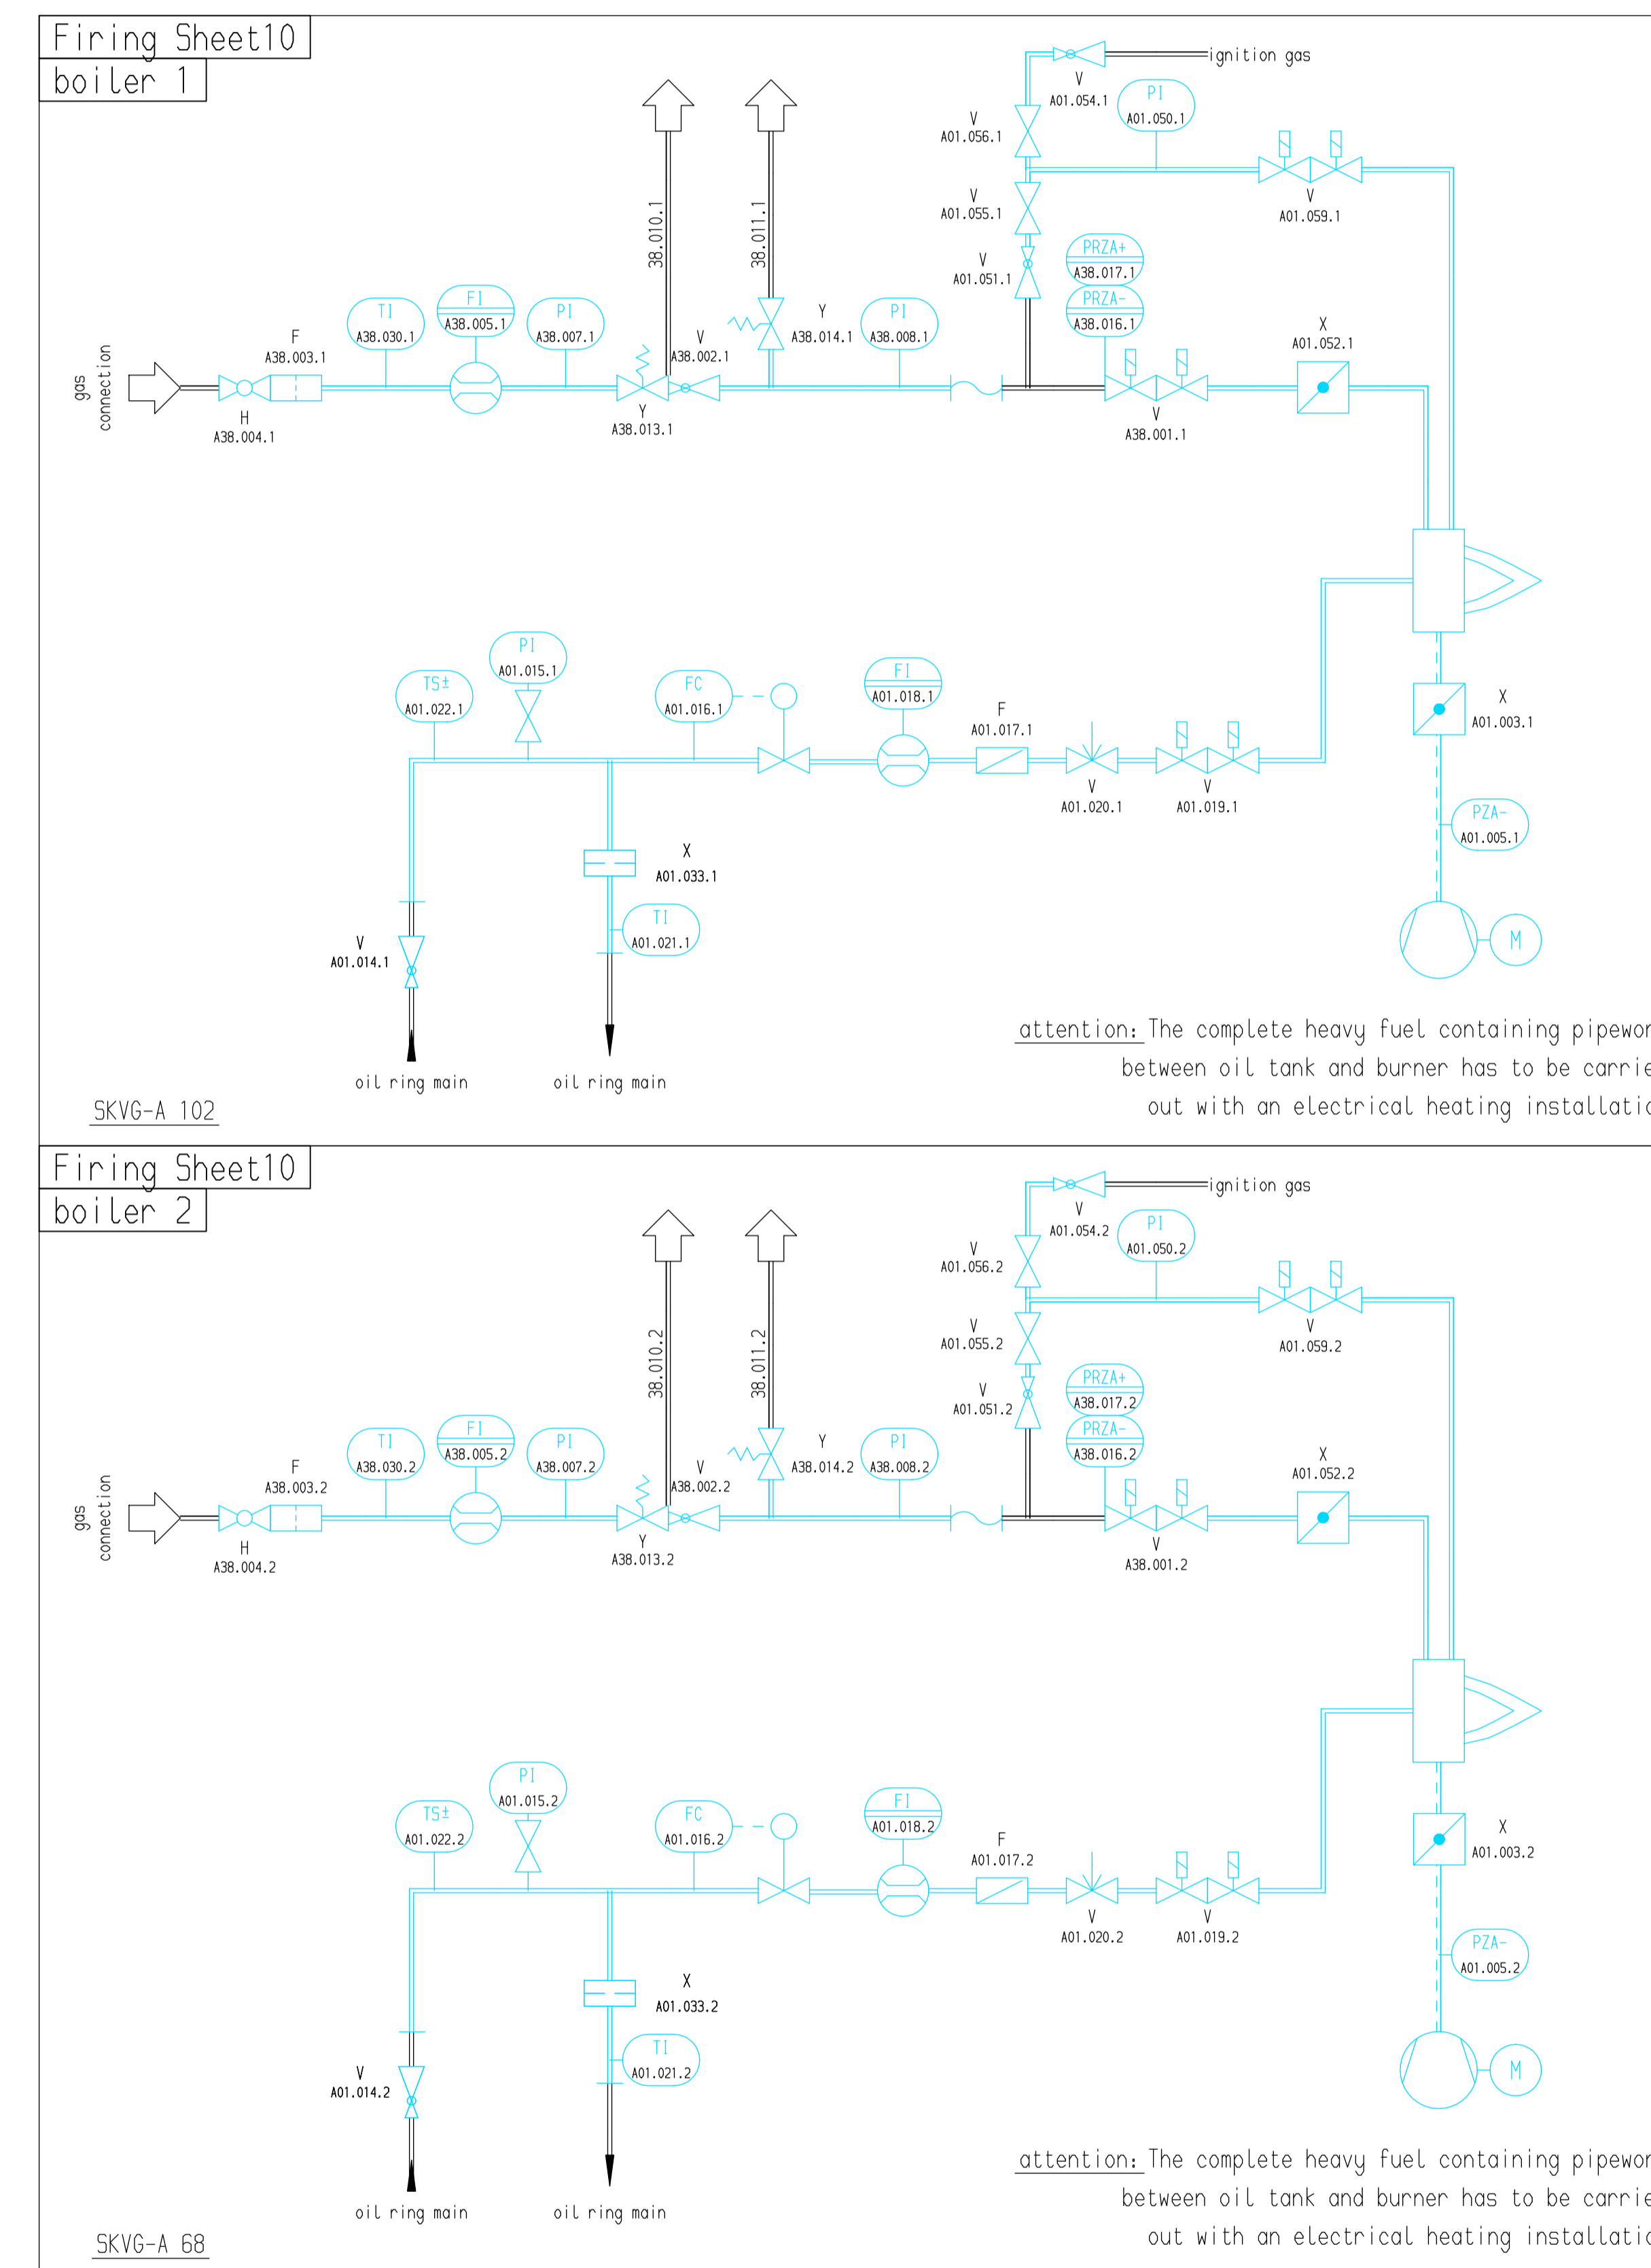 Firing Sheet10
boiler 1
ignition gas
V
A01.054.1
PI
A01.050.1
V
A01.056.1
V
A01.055.1
V
A01.059.1
38.010.1
38.011.1
V
A01.051.1
PRZA+
A38.017.1
PRZA-
A38.016.1
gas
connection
F
A38.003.1
H
A38.004.1
TI
A38.030.1
FI
A38.005.1
PI
A38.007.1
V
A38.002.1
Y
A38.013.1
Y
A38.014.1
PI
A38.008.1
V
A38.001.1
X
A01.052.1
TS±
A01.022.1
PI
A01.015.1
FC
A01.016.1
FI
A01.018.1
F
A01.017.1
V
A01.020.1
V
A01.019.1
X
A01.003.1
PZA-
A01.005.1
M
X
A01.033.1
TI
A01.021.1
V
A01.014.1
oil ring main
oil ring main
attention: The complete heavy fuel containing
between oil tank and burner has to be
out with an electrical heating
SKVG-A 102
Firing Sheet10
boiler 2
ignition gas
V
A01.054.2
PI
A01.050.2
V
A01.056.2
V
A01.055.2
V
A01.059.2
38.010.2
38.011.2
V
A01.051.2
PRZA+
A38.017.2
PRZA-
A38.016.2
gas
connection
F
A38.003.2
H
A38.004.2
TI
A38.030.2
FI
A38.005.2
PI
A38.007.2
V
A38.002.2
Y
A38.013.2
Y
A38.014.2
PI
A38.008.2
V
A38.001.2
X
A01.052.2
TS±
A01.022.2
PI
A01.015.2
FC
A01.016.2
FI
A01.018.2
F
A01.017.2
V
A01.020.2
V
A01.019.2
X
A01.003.2
PZA-
A01.005.2
M
X
A01.033.2
TI
A01.021.2
V
A01.014.2
oil ring main
oil ring main
attention: The complete heavy fuel containing
between oil tank and burner has to be
out with an electrical heating
SKVG-A 68